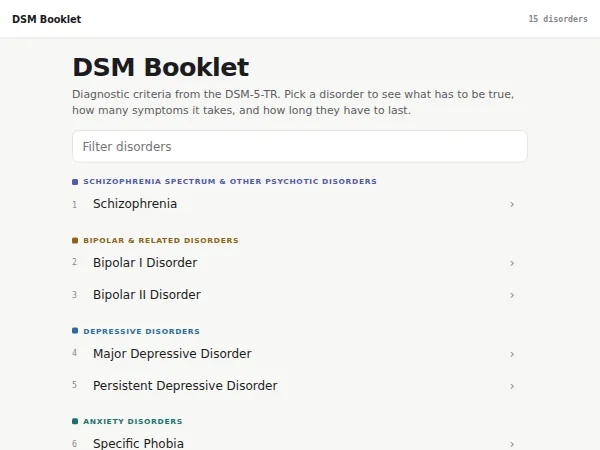 DSM Booklet
15 disorders
DSM Booklet
Diagnostic criteria from the DSM-5-TR. Pick a disorder to see what has to be true,
how many symptoms it takes, and how long they have to last.
Filter disorders
SCHIZOPHRENIA SPECTRUM & OTHER PSYCHOTIC DISORDERS
1 Schizophrenia ›
BIPOLAR & RELATED DISORDERS
2 Bipolar I Disorder ›
3 Bipolar II Disorder ›
DEPRESSIVE DISORDERS
4 Major Depressive Disorder ›
5 Persistent Depressive Disorder ›
ANXIETY DISORDERS
6 Specific Phobia ›